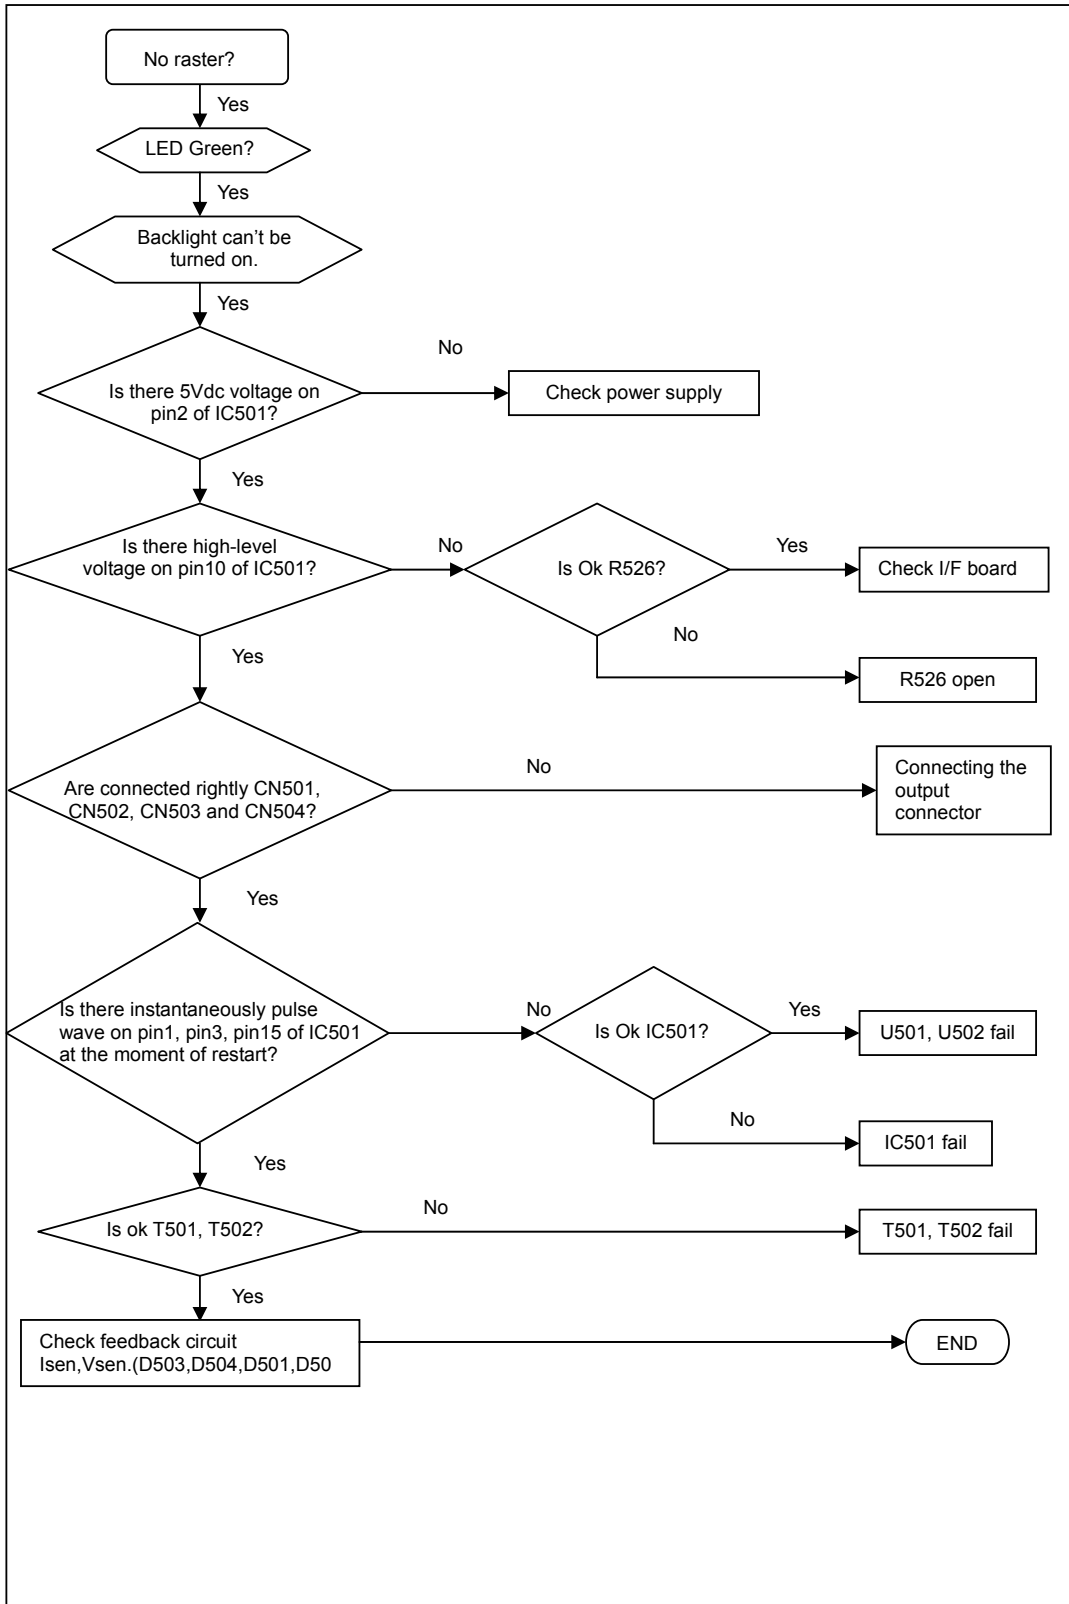 No raster?
Yes
LED Green?
Yes
Backlight can't be
turned on.
Yes
Is there 5Vdc voltage on
pin2 of IC501?
No
Check power supply
Yes
Is there high-level
voltage on pin10 of IC501?
No
Is Ok R526?
Yes
Check I/F board
No
R526 open
Yes
Are connected rightly CN501,
CN502, CN503 and CN504?
No
Connecting the
output
connector
Yes
Is there instantaneously pulse
wave on pin1, pin3, pin15 of IC501
at the moment of restart?
No
Is Ok IC501?
Yes
U501, U502 fail
No
IC501 fail
Yes
Is ok T501, T502?
No
T501, T502 fail
Yes
Check feedback circuit
Isen,Vsen.(D503,D504,D501,D50
END